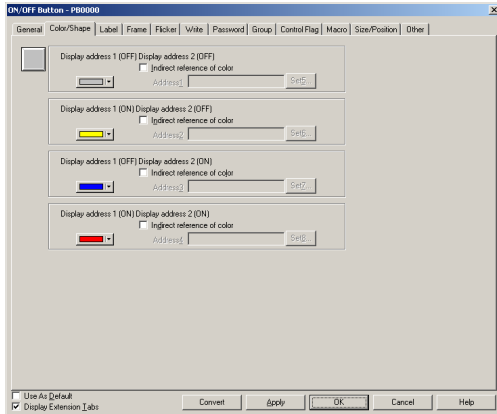 ON/OFF Button - PB0000
General Color/Shape Label Frame Flicker Write Password Group Control Flag Macro Size/Position Other
Display address 1 (OFF) Display address 2 (OFF)
Indirect reference of color
Address1 Set5...
Display address 1 (ON) Display address 2 (OFF)
Indirect reference of color
Address2 Set6...
Display address 1 (OFF) Display address 2 (ON)
Indirect reference of color
Address3 Set7...
Display address 1 (ON) Display address 2 (ON)
Indirect reference of color
Address4 Set8...
Use As Default
Display Extension Tabs
Convert Apply OK Cancel Help